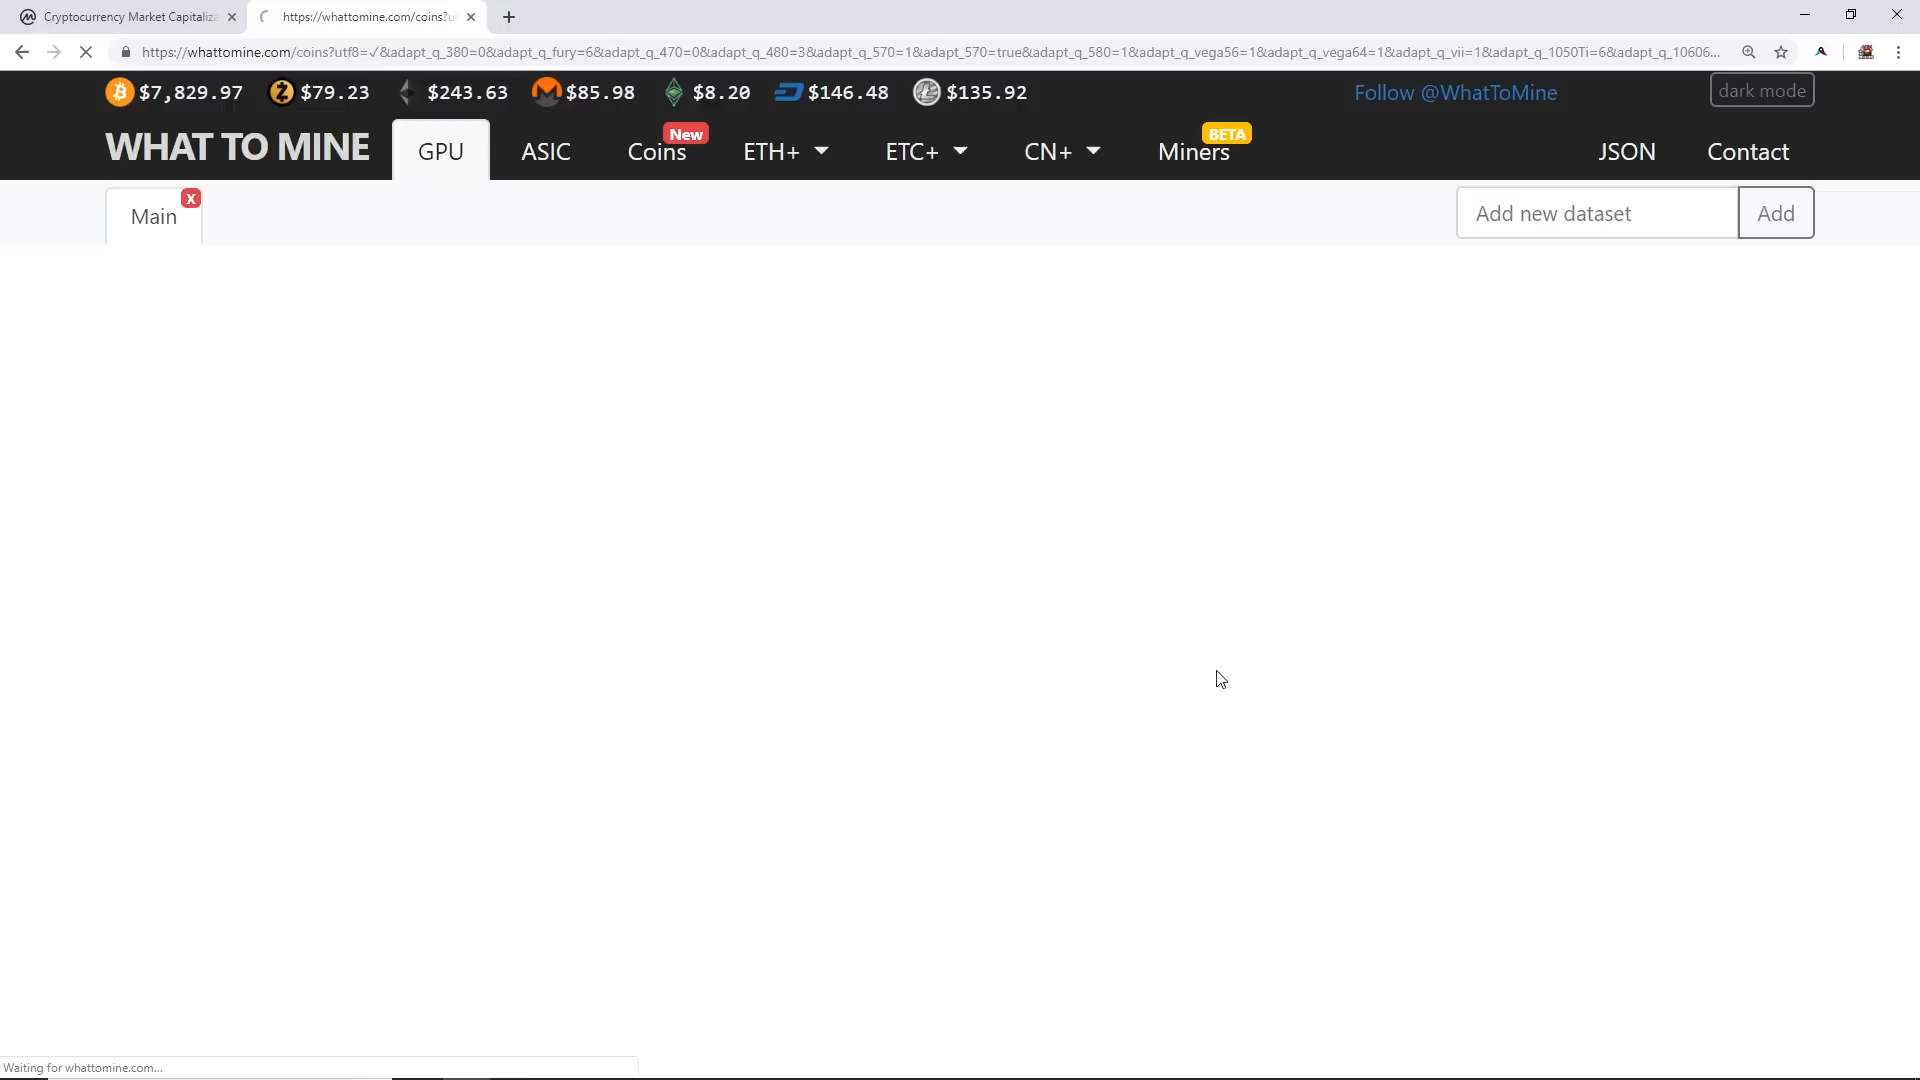 Cryptocurrency Market Capitaliza
https://whattomine.com/coins?u
https://whattomine.com/coins?utf8=✓&adapt_q_380=0&adapt_q_fury=6&adapt_q_470=0&adapt_q_480=3&adapt_q_570=1&adapt_570=true&adapt_q_580=1&adapt_q_vega56=1&adapt_q_vega64=1&adapt_q_vii=1&adapt_q_1050Ti=6&adapt_q_10606...
$7,829.97 $79.23 $243.63 $85.98 $8.20 $146.48 $135.92 Follow @WhatToMine dark mode
WHAT TO MINE GPU ASIC Coins New ETH+ ETC+ CN+ Miners BETA JSON Contact
Main X Add new dataset Add
Waiting for whattomine.com...